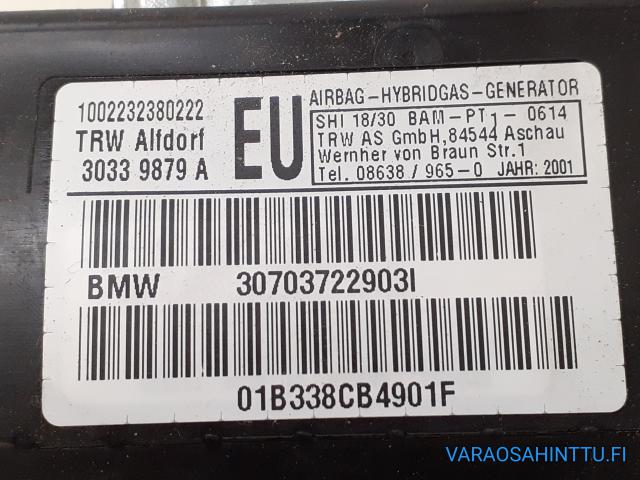 1002232380222
TRW Alfdorf
3033 9879 A
EU
AIRBAG-HYBRIDGAS-GENERATOR
SHI 18/30 BAM-PT1-0614
TRW AS GmbH,84544 Aschau
Wernher von Braun Str.1
Tel. 08638 / 965-0 JAHR: 2001
BMW 30703722903I
01B338CB4901F
VARAOSAHINTTU.FI